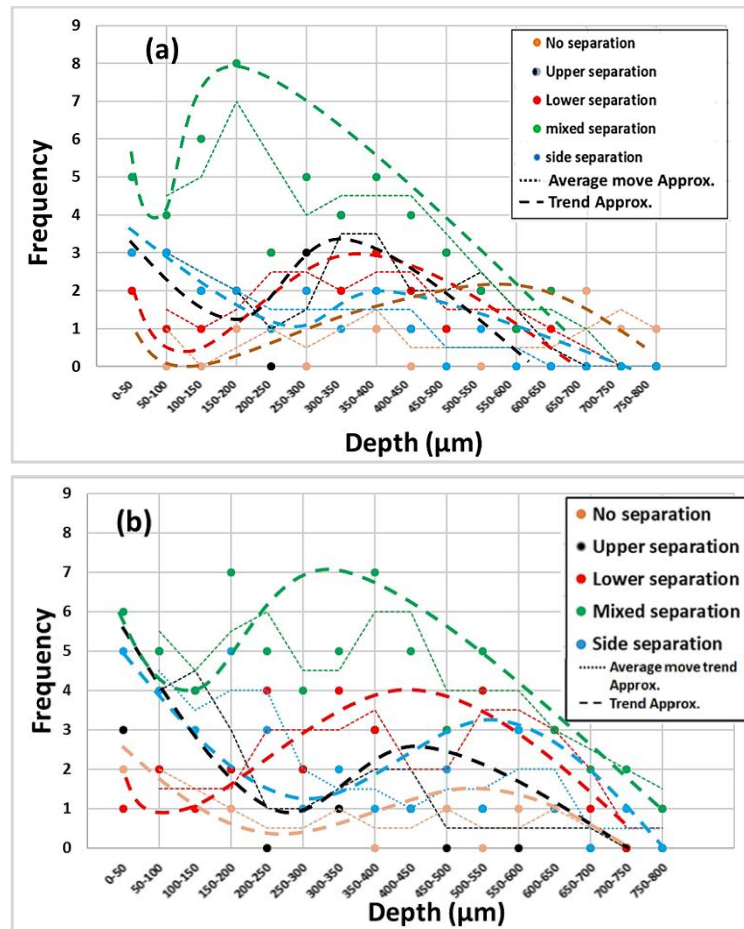 (a)
Frequency
9
8
7
6
5
4
3
2
1
0
No separation
Upper separation
Lower separation
mixed separation
side separation
Average move Approx.
Trend Approx.
0-50
50-100
100-150
150-200
200-250
250-300
300-350
350-400
400-450
450-500
500-550
550-600
600-650
650-700
700-750
750-800
Depth (µm)
(b)
Frequency
9
8
7
6
5
4
3
2
1
0
No separation
Upper separation
Lower separation
Mixed separation
Side separation
Average move trend
Approx.
Trend Approx.
0-50
50-100
100-150
150-200
200-250
250-300
300-350
350-400
400-450
450-500
500-550
550-600
600-650
650-700
700-750
750-800
Depth (µm)